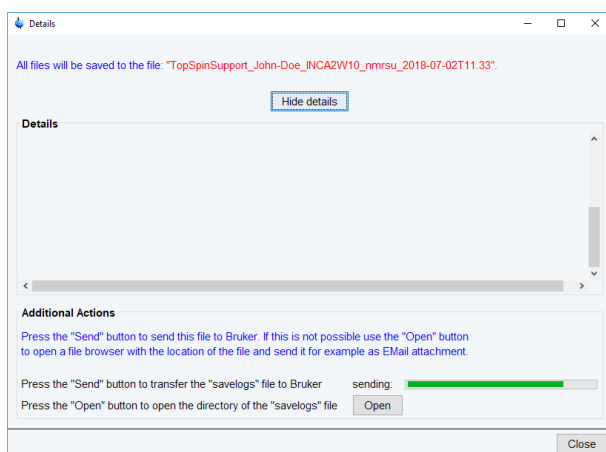 Details
All files will be saved to the file: "TopSpinSupport_John-Doe_INCA2W10_nmrsu_2018-07-02T11.33".
Hide details
Details
Additional Actions
Press the "Send" button to send this file to Bruker. If this is not possible use the "Open" button
to open a file browser with the location of the file and send it for example as EMail attachment.
Press the "Send" button to transfer the "savelogs" file to Bruker sending:
Press the "Open" button to open the directory of the "savelogs" file Open
Close